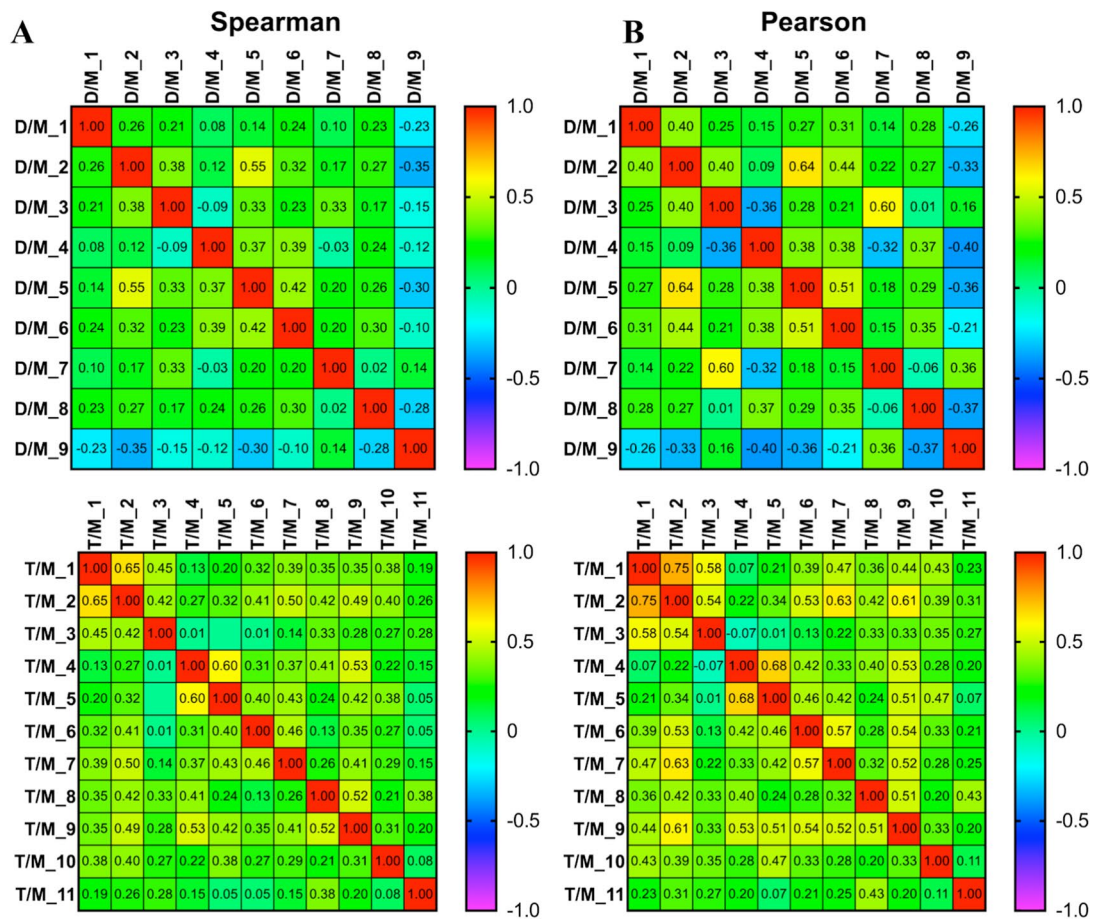 A Spearman
D/M_1 D/M_2 D/M_3 D/M_4 D/M_5 D/M_6 D/M_7 D/M_8 D/M_9
D/M_1 1.00 0.26 0.21 0.08 0.14 0.24 0.10 0.23 -0.23
D/M_2 0.26 1.00 0.38 0.12 0.55 0.32 0.17 0.27 -0.35
D/M_3 0.21 0.38 1.00 -0.09 0.33 0.23 0.33 0.17 -0.15
D/M_4 0.08 0.12 -0.09 1.00 0.37 0.39 -0.03 0.24 -0.12
D/M_5 0.14 0.55 0.33 0.37 1.00 0.42 0.20 0.26 -0.30
D/M_6 0.24 0.32 0.23 0.39 0.42 1.00 0.20 0.30 -0.10
D/M_7 0.10 0.17 0.33 -0.03 0.20 0.20 1.00 0.02 0.14
D/M_8 0.23 0.27 0.17 0.24 0.26 0.30 0.02 1.00 -0.28
D/M_9 -0.23 -0.35 -0.15 -0.12 -0.30 -0.10 0.14 -0.28 1.00
1.0
0.5
0
-0.5
-1.0
B Pearson
D/M_1 D/M_2 D/M_3 D/M_4 D/M_5 D/M_6 D/M_7 D/M_8 D/M_9
D/M_1 1.00 0.40 0.25 0.15 0.27 0.31 0.14 0.28 -0.26
D/M_2 0.40 1.00 0.40 0.09 0.64 0.44 0.22 0.27 -0.33
D/M_3 0.25 0.40 1.00 -0.36 0.28 0.21 0.60 0.01 0.16
D/M_4 0.15 0.09 -0.36 1.00 0.38 0.38 -0.32 0.37 -0.40
D/M_5 0.27 0.64 0.28 0.38 1.00 0.51 0.18 0.29 -0.36
D/M_6 0.31 0.44 0.21 0.38 0.51 1.00 0.15 0.35 -0.21
D/M_7 0.14 0.22 0.60 -0.32 0.18 0.15 1.00 -0.06 0.36
D/M_8 0.28 0.27 0.01 0.37 0.29 0.35 -0.06 1.00 -0.37
D/M_9 -0.26 -0.33 0.16 -0.40 -0.36 -0.21 0.36 -0.37 1.00
1.0
0.5
0
-0.5
-1.0
T/M_1 T/M_2 T/M_3 T/M_4 T/M_5 T/M_6 T/M_7 T/M_8 T/M_9 T/M_10 T/M_11
T/M_1 1.00 0.65 0.45 0.13 0.20 0.32 0.39 0.35 0.35 0.38 0.19
T/M_2 0.65 1.00 0.42 0.27 0.32 0.41 0.50 0.42 0.49 0.40 0.26
T/M_3 0.45 0.42 1.00 0.01 0.01 0.14 0.33 0.28 0.27 0.28
T/M_4 0.13 0.27 0.01 1.00 0.60 0.31 0.37 0.41 0.53 0.22 0.15
T/M_5 0.20 0.32 0.60 1.00 0.40 0.43 0.24 0.42 0.38 0.05
T/M_6 0.32 0.41 0.01 0.31 0.40 1.00 0.46 0.13 0.35 0.27 0.05
T/M_7 0.39 0.50 0.14 0.37 0.43 0.46 1.00 0.26 0.41 0.29 0.15
T/M_8 0.35 0.42 0.33 0.41 0.24 0.13 0.26 1.00 0.52 0.21 0.38
T/M_9 0.35 0.49 0.28 0.53 0.42 0.35 0.41 0.52 1.00 0.31 0.20
T/M_10 0.38 0.40 0.27 0.22 0.38 0.27 0.29 0.21 0.31 1.00 0.08
T/M_11 0.19 0.26 0.28 0.15 0.05 0.05 0.15 0.38 0.20 0.08 1.00
1.0
0.5
0
-0.5
-1.0
T/M_1 T/M_2 T/M_3 T/M_4 T/M_5 T/M_6 T/M_7 T/M_8 T/M_9 T/M_10 T/M_11
T/M_1 1.00 0.75 0.58 0.07 0.21 0.39 0.47 0.36 0.44 0.43 0.23
T/M_2 0.75 1.00 0.54 0.22 0.34 0.53 0.63 0.42 0.61 0.39 0.31
T/M_3 0.58 0.54 1.00 -0.07 0.01 0.13 0.22 0.33 0.33 0.35 0.27
T/M_4 0.07 0.22 -0.07 1.00 0.68 0.42 0.33 0.40 0.53 0.28 0.20
T/M_5 0.21 0.34 0.01 0.68 1.00 0.46 0.42 0.24 0.51 0.47 0.07
T/M_6 0.39 0.53 0.13 0.42 0.46 1.00 0.57 0.28 0.54 0.33 0.21
T/M_7 0.47 0.63 0.22 0.33 0.42 0.57 1.00 0.32 0.52 0.28 0.25
T/M_8 0.36 0.42 0.33 0.40 0.24 0.28 0.32 1.00 0.51 0.20 0.43
T/M_9 0.44 0.61 0.33 0.53 0.51 0.54 0.52 0.51 1.00 0.33 0.20
T/M_10 0.43 0.39 0.35 0.28 0.47 0.33 0.28 0.20 0.33 1.00 0.11
T/M_11 0.23 0.31 0.27 0.20 0.07 0.21 0.25 0.43 0.20 0.11 1.00
1.0
0.5
0
-0.5
-1.0